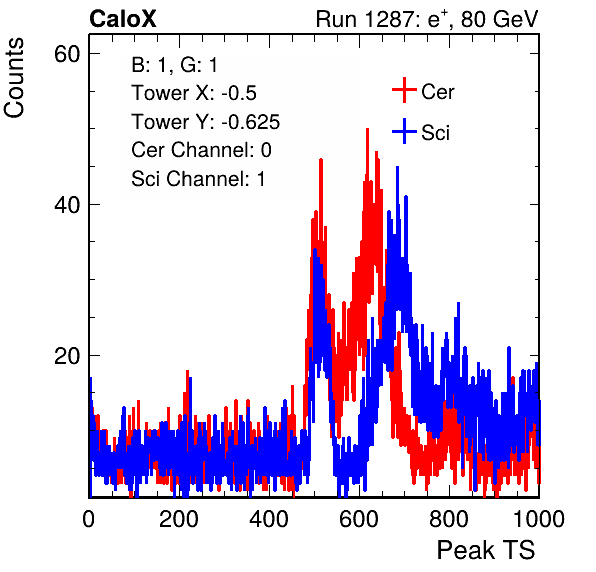 CaloX Run 1287: e+, 80 GeV
Counts
60
40
20
B: 1, G: 1
Tower X: -0.5
Tower Y: -0.625
Cer Channel: 0
Sci Channel: 1
Cer
Sci
0 200 400 600 800 1000
Peak TS